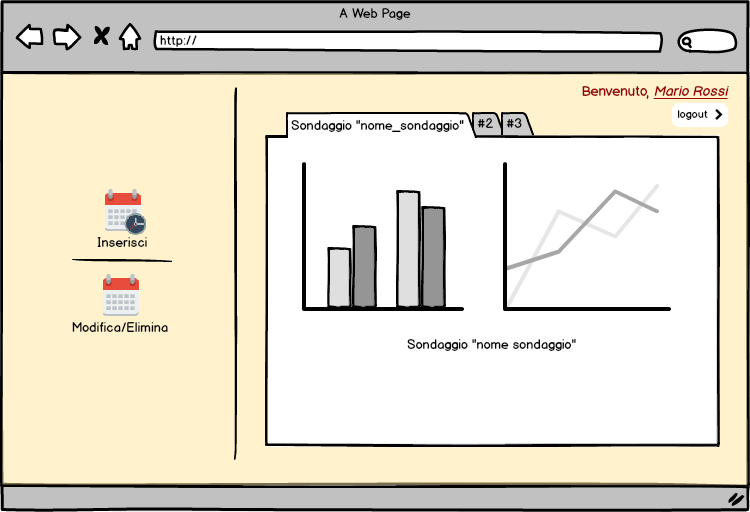 A Web Page
http://
Benvenuto, Mario Rossi
logout
Sondaggio "nome_sondaggio" #2 #3
Inserisci
Modifica/Elimina
Sondaggio "nome sondaggio"